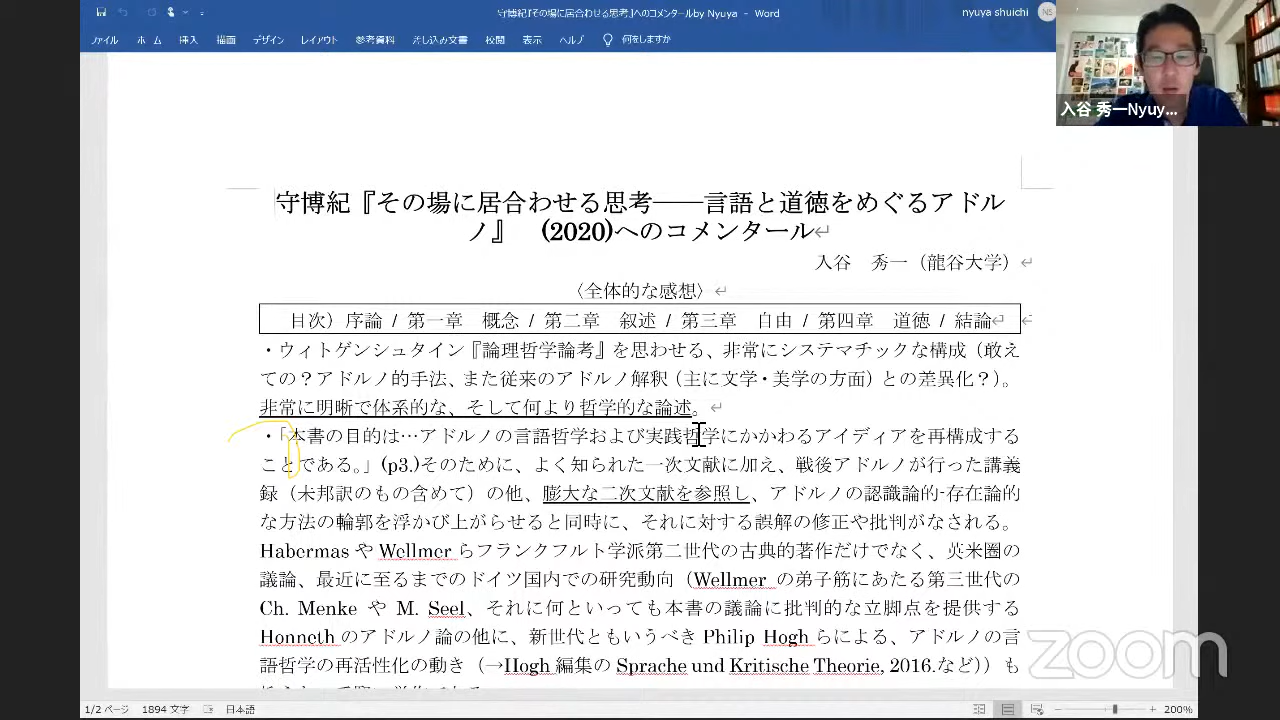 守博紀『その場に居合わせる思考』へのコメンタールby Nyuya - Word
nyuya shuichi
NS
ファイル ホーム 挿入 描画 デザイン レイアウト 参考資料 差し込み文書 校閲 表示 ヘルプ 何をしますか
入谷 秀一Nyuy…
守博紀『その場に居合わせる思考――言語と道徳をめぐるアドル
ノ』 (2020)へのコメンタール
入谷 秀一（龍谷大学）
〈全体的な感想〉
目次）序論 / 第一章 概念 / 第二章 叙述 / 第三章 自由 / 第四章 道徳 / 結論
・ウィトゲンシュタイン『論理哲学論考』を思わせる、非常にシステマチックな構成（敢え
ての？アドルノ的手法、また従来のアドルノ解釈（主に文学・美学の方面）との差異化？）。
非常に明晰で体系的な、そして何より哲学的な論述。
・「本書の目的は…アドルノの言語哲学および実践哲学にかかわるアイディアを再構成する
ことである。」(p3.)そのために、よく知られた一次文献に加え、戦後アドルノが行った講義
録（未邦訳のもの含めて）の他、膨大な二次文献を参照し、アドルノの認識論的-存在論的
な方法の輪郭を浮かび上がらせると同時に、それに対する誤解の修正や批判がなされる。
Habermas や Wellmer らフランクフルト学派第二世代の古典的著作だけでなく、英米圏の
議論、最近に至るまでのドイツ国内での研究動向（Wellmer の弟子筋にあたる第三世代の
Ch. Menke や M. Seel、それに何といっても本書の議論に批判的な立脚点を提供する
Honneth のアドルノ論の他に、新世代ともいうべき Philip Hogh らによる、アドルノの言
語哲学の再活性化の動き（→Hogh 編集の Sprache und Kritische Theorie, 2016.など））も
zoom
1/2 ページ 1894 文字 日本語 200%